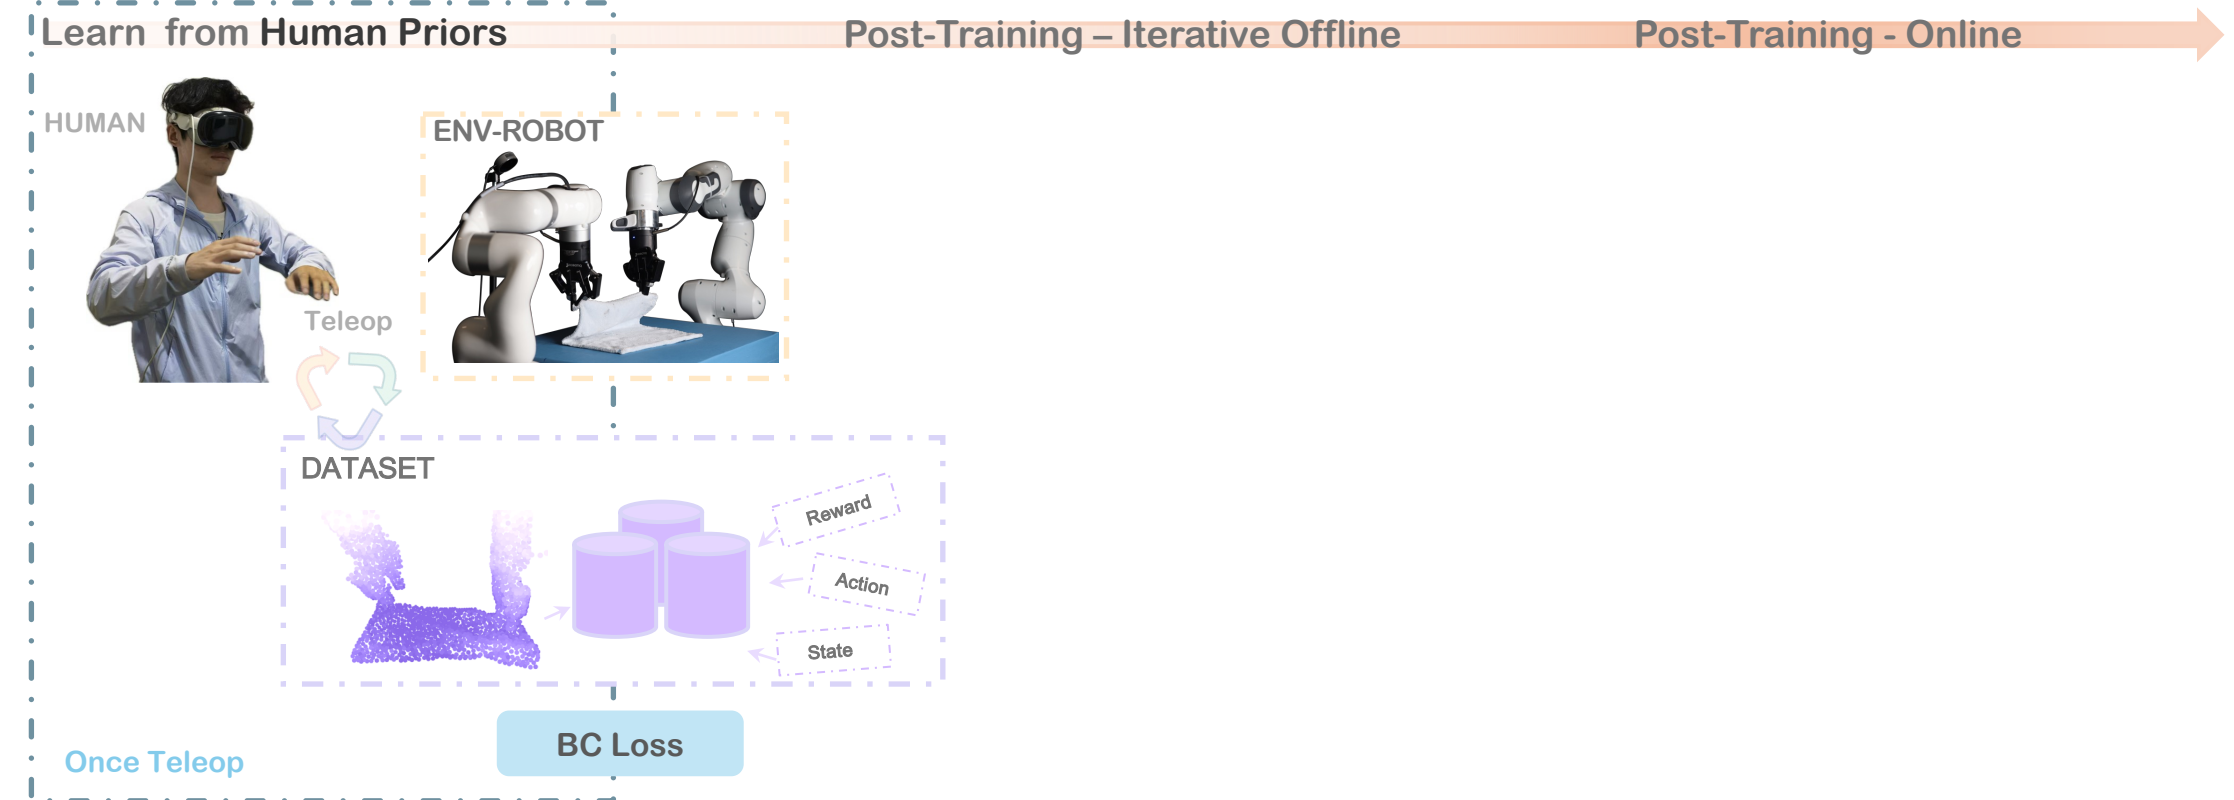 Learn from Human Priors
Post-Training – Iterative Offline
Post-Training - Online
HUMAN
ENV-ROBOT
Teleop
DATASET
Reward
Action
State
BC Loss
Once Teleop